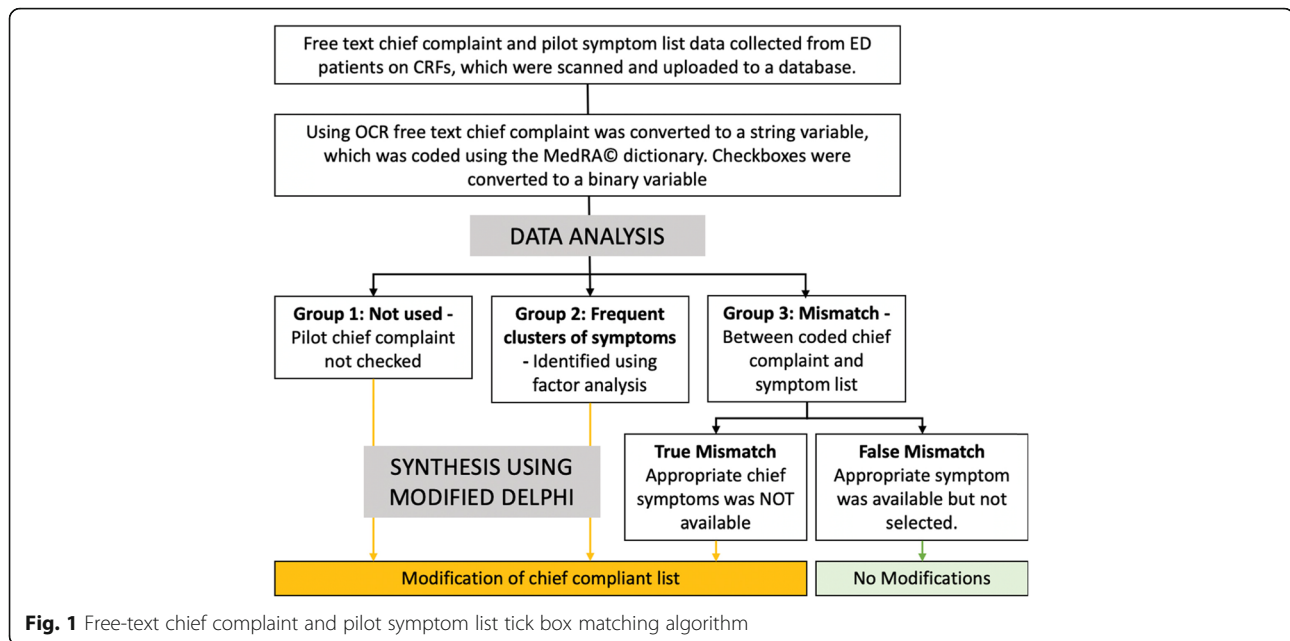 Free text chief complaint and pilot symptom list data collected from ED
patients on CRFs, which were scanned and uploaded to a database.
Using OCR free text chief complaint was converted to a string variable,
which was coded using the MedRA© dictionary. Checkboxes were
converted to a binary variable
DATA ANALYSIS
Group 1: Not used -
Pilot chief complaint
not checked
Group 2: Frequent
clusters of symptoms
- Identified using
factor analysis
Group 3: Mismatch -
Between coded chief
complaint and
symptom list
True Mismatch
Appropriate chief
symptoms was NOT
available
False Mismatch
Appropriate symptom
was available but not
selected.
SYNTHESIS USING
MODIFIED DELPHI
Modification of chief compliant list
No Modifications
Fig. 1 Free-text chief complaint and pilot symptom list tick box matching algorithm